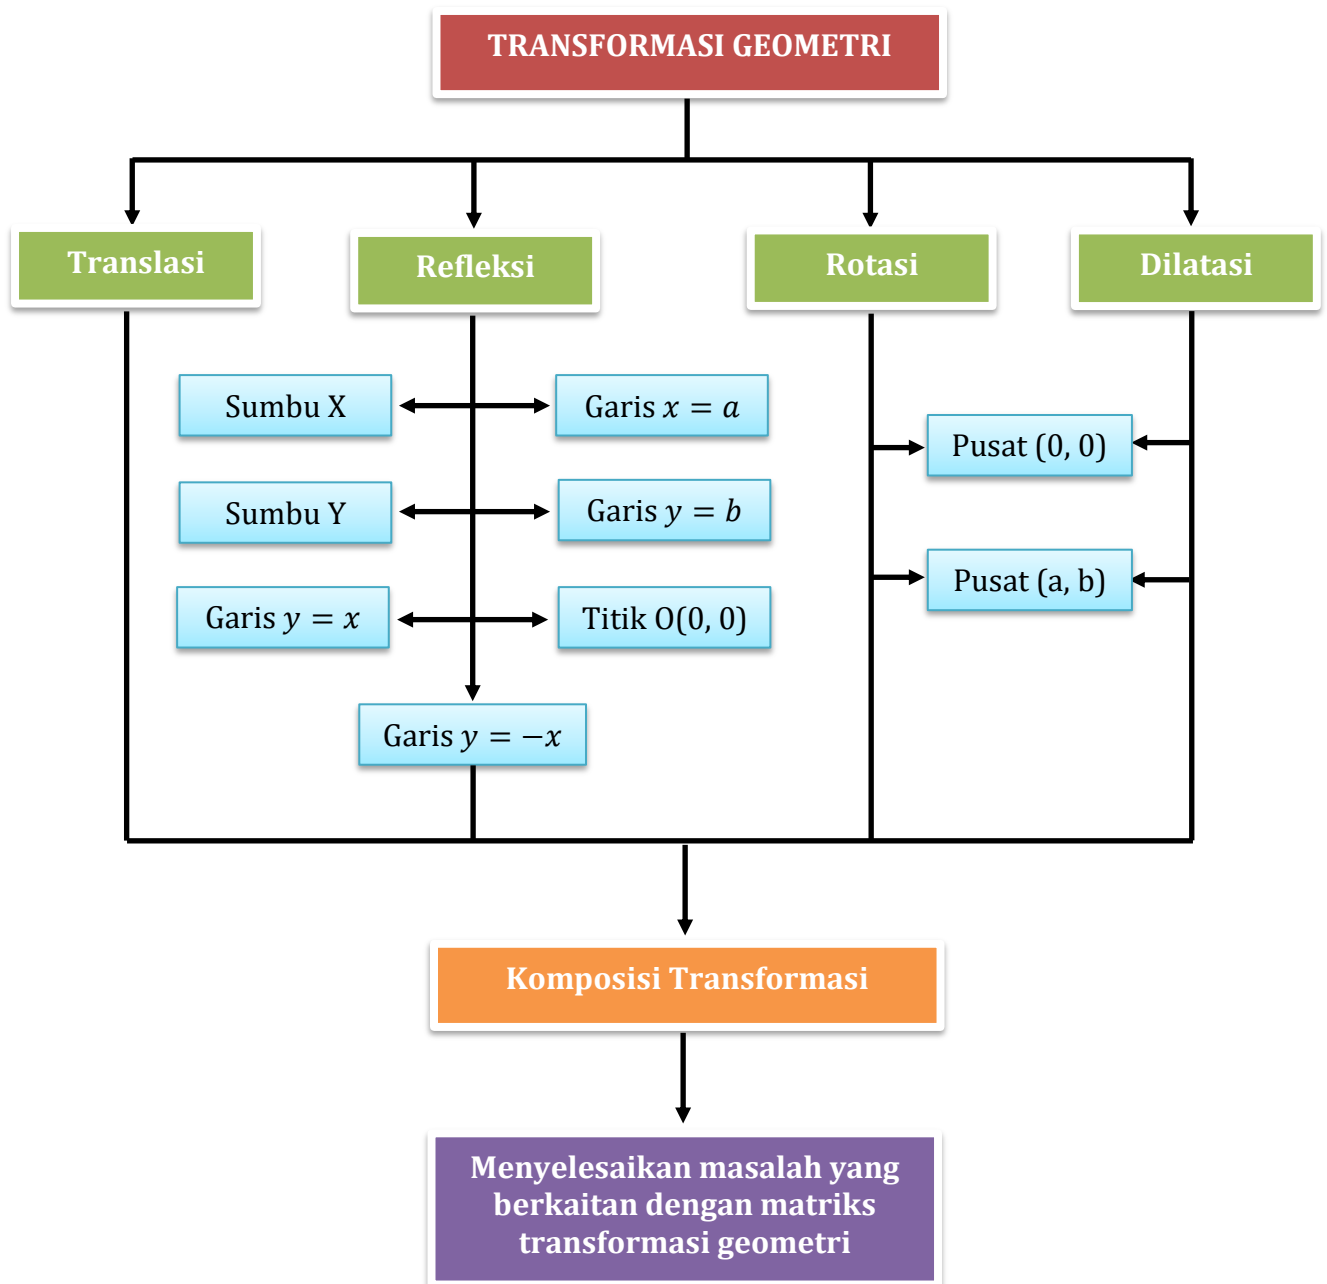 TRANSFORMASI GEOMETRI
Translasi
Refleksi
Rotasi
Dilatasi
Sumbu X
Garis x = a
Pusat (0, 0)
Sumbu Y
Garis y = b
Pusat (a, b)
Garis y = x
Titik O(0, 0)
Garis y = −x
Komposisi Transformasi
Menyelesaikan masalah yang
berkaitan dengan matriks
transformasi geometri